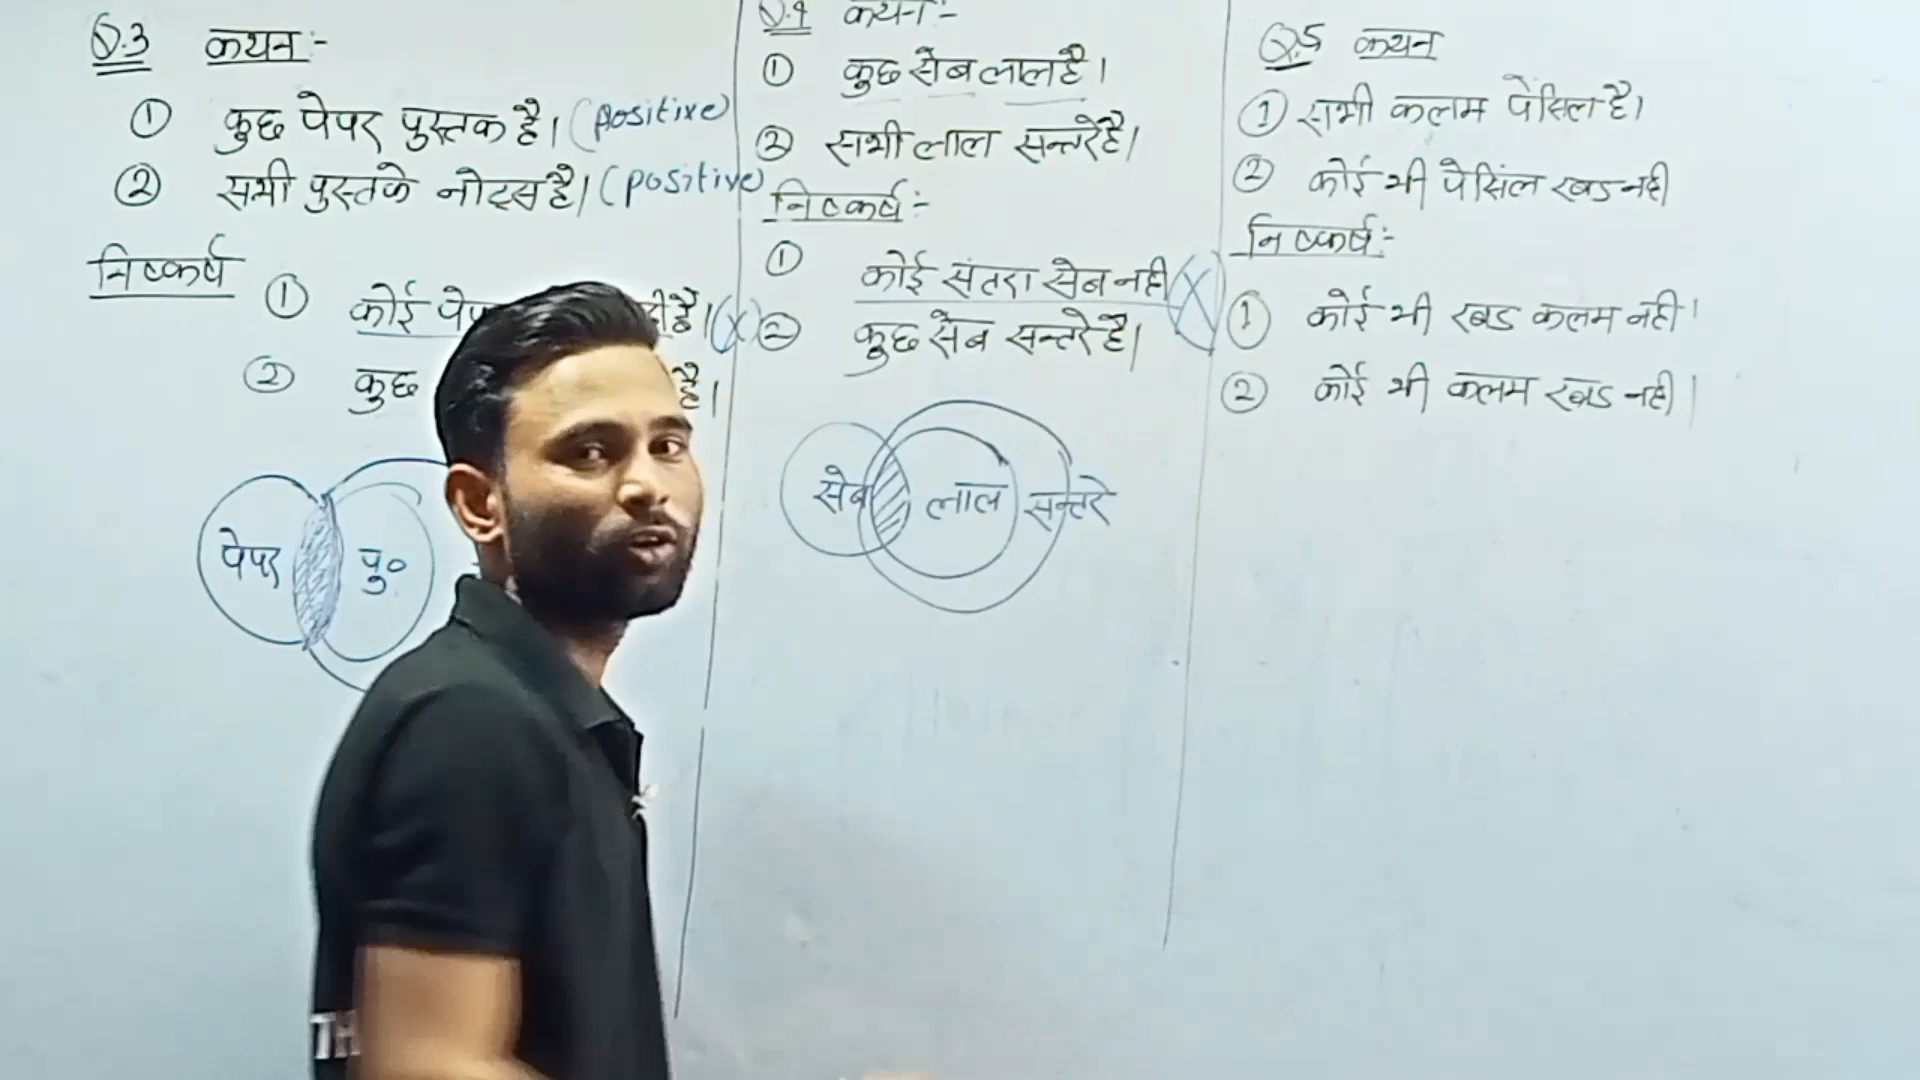 Q.3 कथन :-
① कुछ पेपर पुस्तक है। (positive)
② सभी पुस्तके नोट्स है। (positive)
निष्कर्ष
① कोई है। (X)
② कुछ है।
पेपर पु०
Q.4 कथन :-
① कुछ सेब लाल है।
② सभी लाल सन्तरे है।
निष्कर्ष :-
① कोई संतरा सेब नही X
② कुछ सेब सन्तरे है।
सेब लाल सन्तरे
Q.5 कथन
① सभी कलम पेंसिल है।
② कोई भी पेसिंल रबड नही
निष्कर्ष :-
① कोई भी रबड कलम नही।
② कोई भी कलम रबड नही।
TH